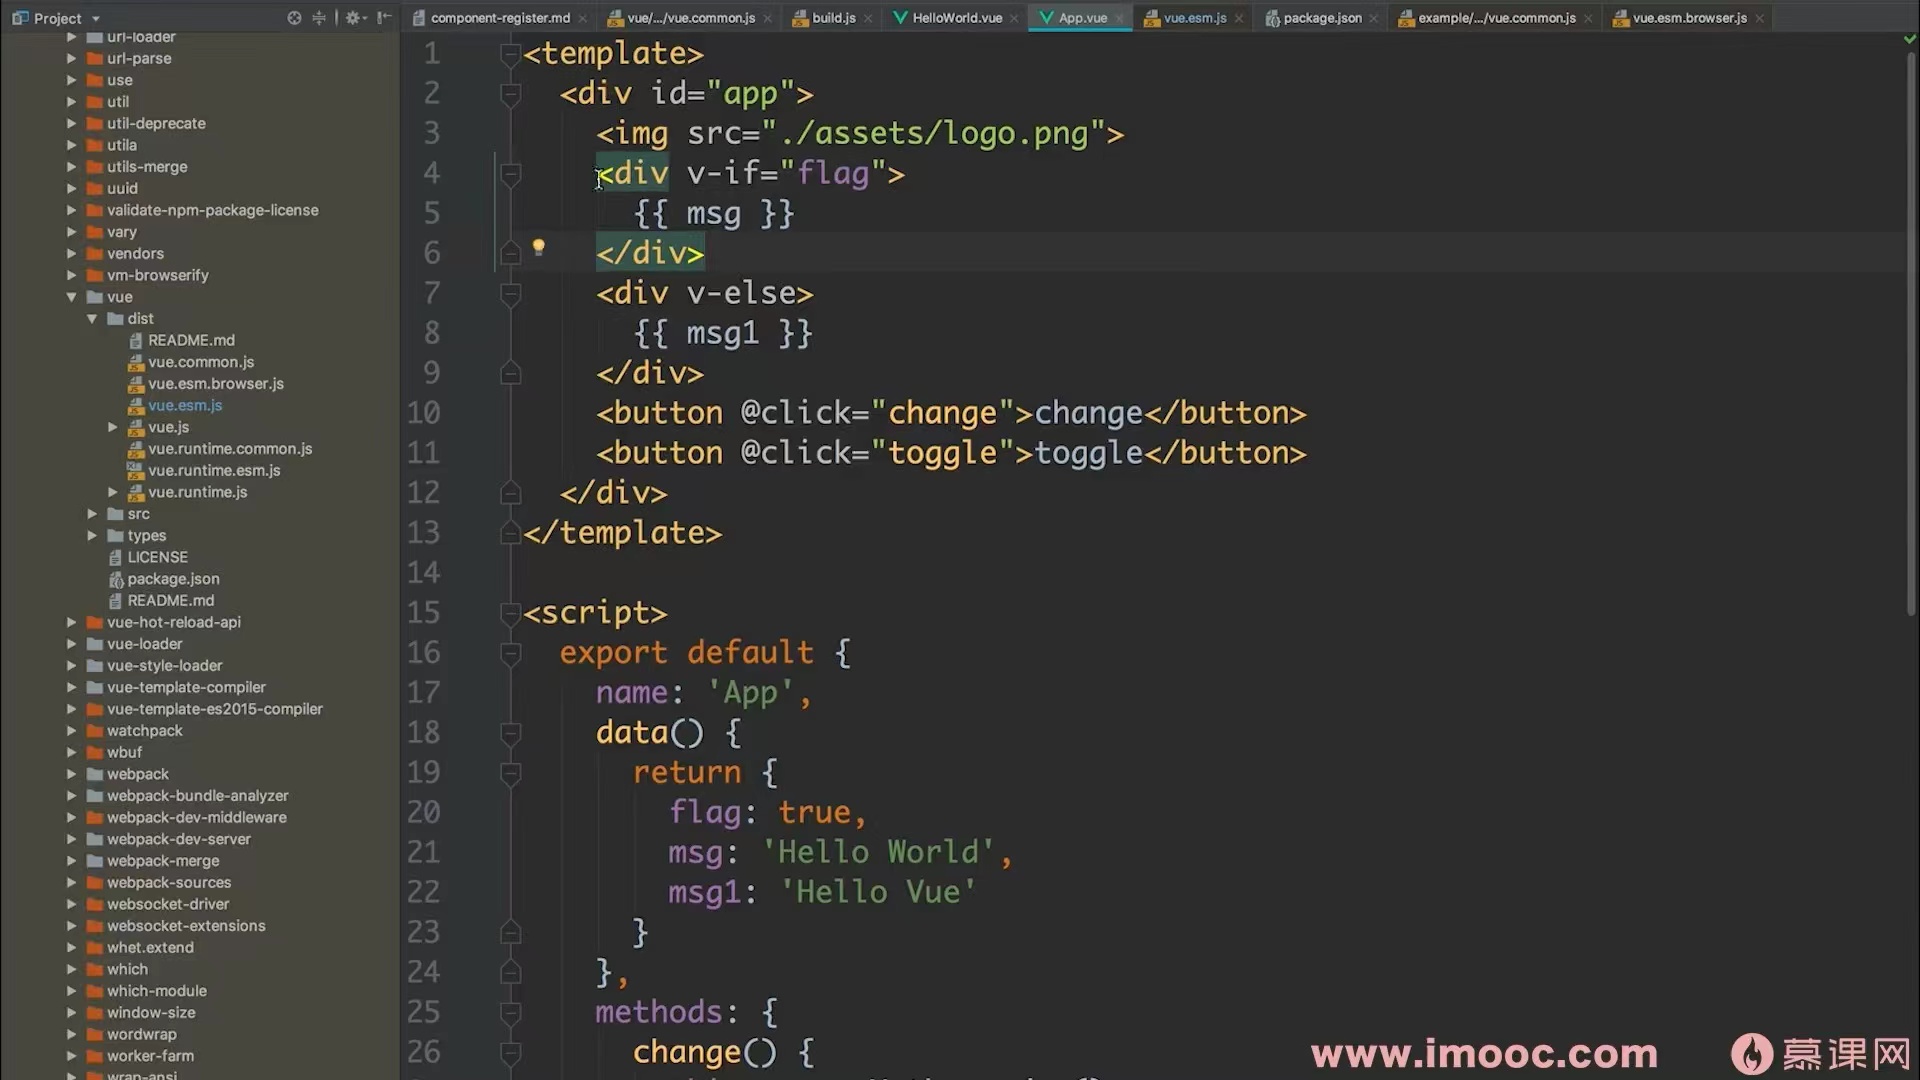 Project
component-register.md
vue/.../vue.common.js
build.js
HelloWorld.vue
App.vue
vue.esm.js
package.json
example/.../vue.common.js
vue.esm.browser.js
url-loader
url-parse
use
util
util-deprecate
utila
utils-merge
uuid
validate-npm-package-license
vary
vendors
vm-browserify
vue
dist
README.md
vue.common.js
vue.esm.browser.js
vue.esm.js
vue.js
vue.runtime.common.js
vue.runtime.esm.js
vue.runtime.js
src
types
LICENSE
package.json
README.md
vue-hot-reload-api
vue-loader
vue-style-loader
vue-template-compiler
vue-template-es2015-compiler
watchpack
wbuf
webpack
webpack-bundle-analyzer
webpack-dev-middleware
webpack-dev-server
webpack-merge
webpack-sources
websocket-driver
websocket-extensions
whet.extend
which
which-module
window-size
wordwrap
worker-farm
wrap-ansi
1 <template>
2 <div id="app">
3 <img src="./assets/logo.png">
4 <div v-if="flag">
5 {{ msg }}
6 </div>
7 <div v-else>
8 {{ msg1 }}
9 </div>
10 <button @click="change">change</button>
11 <button @click="toggle">toggle</button>
12 </div>
13 </template>
14
15 <script>
16 export default {
17 name: 'App',
18 data() {
19 return {
20 flag: true,
21 msg: 'Hello World',
22 msg1: 'Hello Vue'
23 }
24 },
25 methods: {
26 change() {
www.imooc.com 慕课网